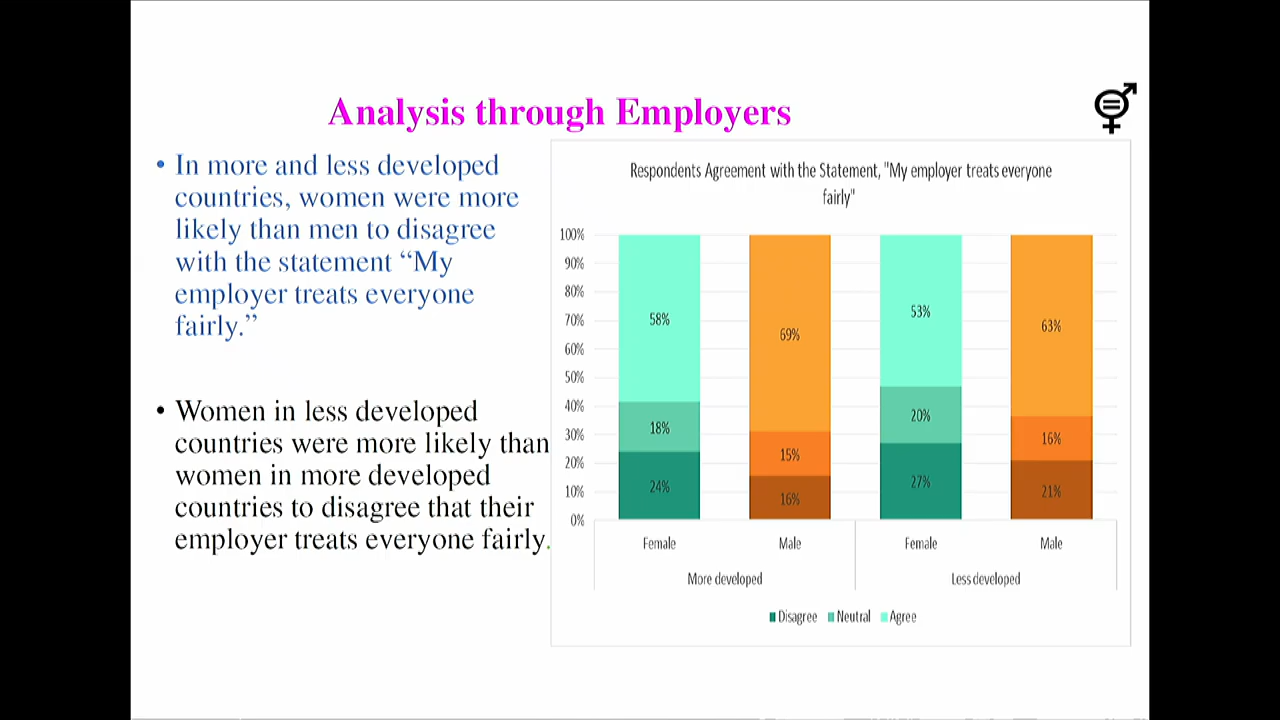 Analysis through Employers
• In more and less developed
countries, women were more
likely than men to disagree
with the statement “My
employer treats everyone
fairly.”
• Women in less developed
countries were more likely than
women in more developed
countries to disagree that their
employer treats everyone fairly.
Respondents Agreement with the Statement, "My employer treats everyone
fairly"
100%
90%
80%
70%
60%
50%
40%
30%
20%
10%
0%
58%
18%
24%
69%
15%
16%
53%
20%
27%
63%
16%
21%
Female Male Female Male
More developed Less developed
Disagree Neutral Agree